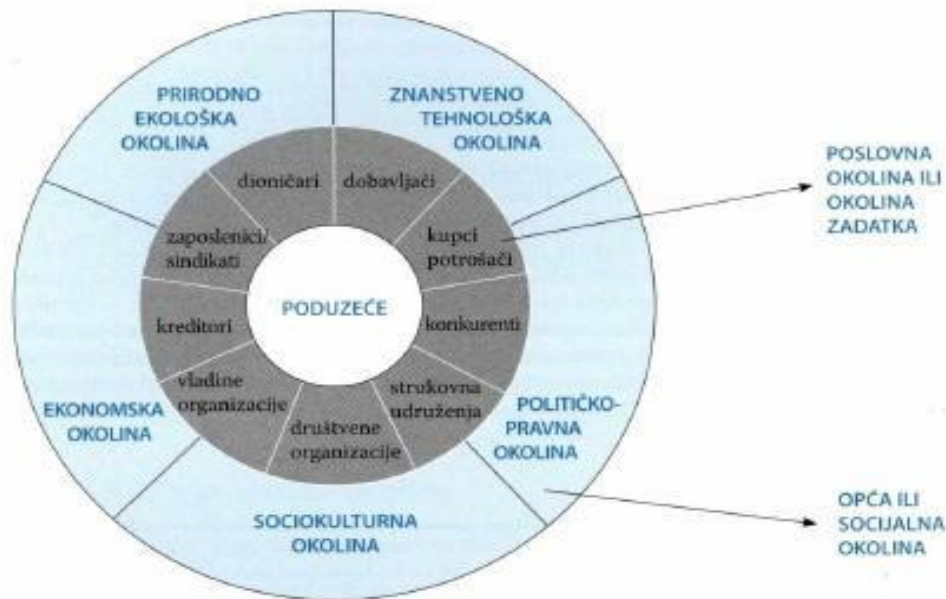 PRIRODNO
EKOLOŠKA
OKOLINA
ZNANSTVENO
TEHNOLOŠKA
OKOLINA
POSLOVNA
OKOLINA ILI
OKOLINA
ZADATKA
dioničari
dobavljači
zaposlenici/
sindikati
kupci
potrošači
PODUZEĆE
kreditori
konkurenti
vladine
organizacije
strukovna
udruženja
društvene
organizacije
EKONOMSKA
OKOLINA
POLITIČKO-
PRAVNA
OKOLINA
SOCIOKULTURNA
OKOLINA
OPĆA ILI
SOCIJALNA
OKOLINA